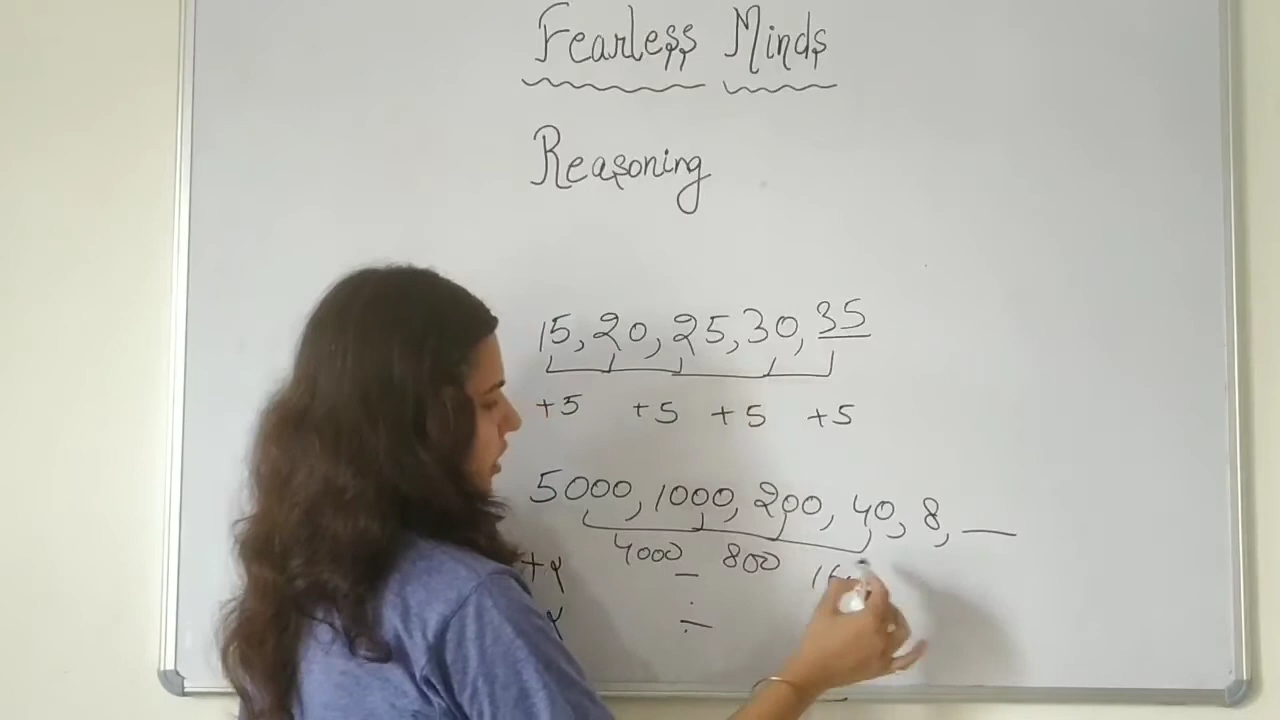 Fearless Minds
Reasoning
15, 20, 25, 30, 35
+5 +5 +5 +5
5000, 1000, 200, 40, 8, __
4000 800
+ -
÷